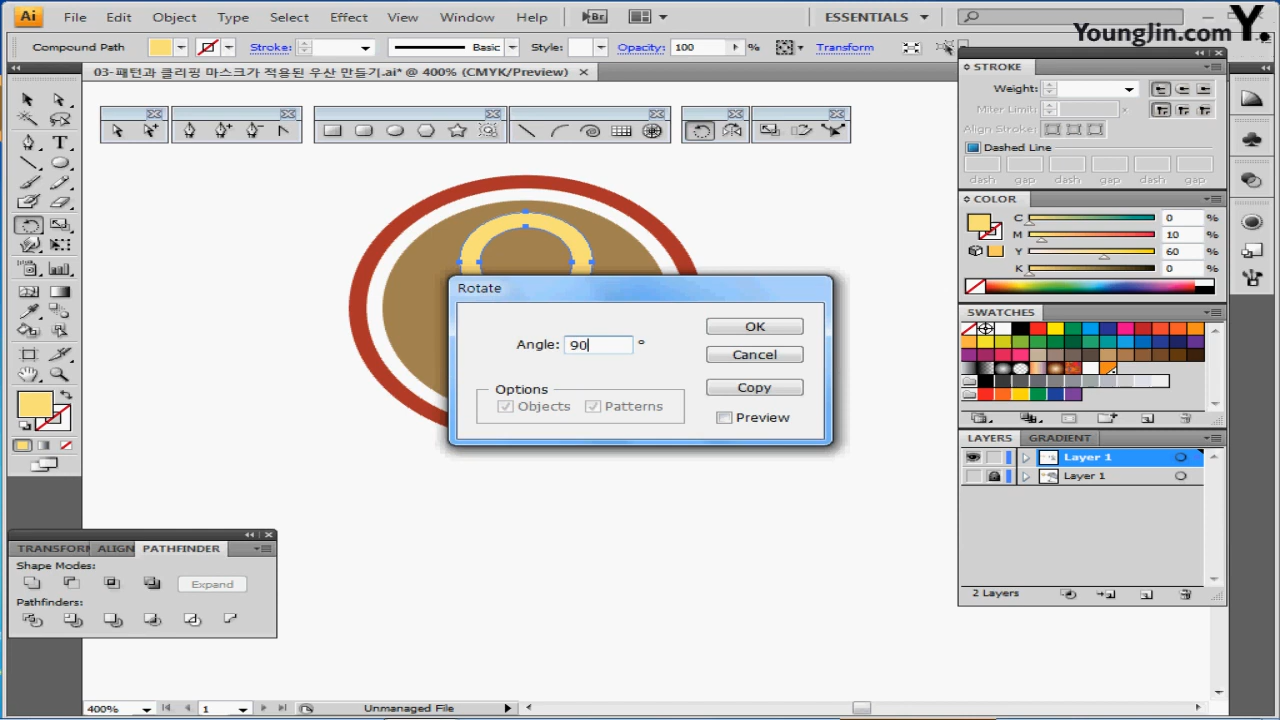 Ai File Edit Object Type Select Effect View Window Help Br ESSENTIALS
YoungJin.com Y.
Compound Path Stroke: Basic Style: Opacity: 100 % Transform
03-패턴과 클리핑 마스크가 적용된 우산 만들기.ai* @ 400% (CMYK/Preview)
STROKE
Weight:
Miter Limit: x
Align Stroke:
Dashed Line
dash gap dash gap dash gap
COLOR
C 0 %
M 10 %
Y 60 %
K 0 %
SWATCHES
LAYERS GRADIENT
Layer 1
Layer 1
2 Layers
Rotate
Angle: 90 °
OK
Cancel
Copy
Preview
Options
Objects Patterns
TRANSFORM ALIGN PATHFINDER
Shape Modes:
Expand
Pathfinders:
400% 1 Unmanaged File